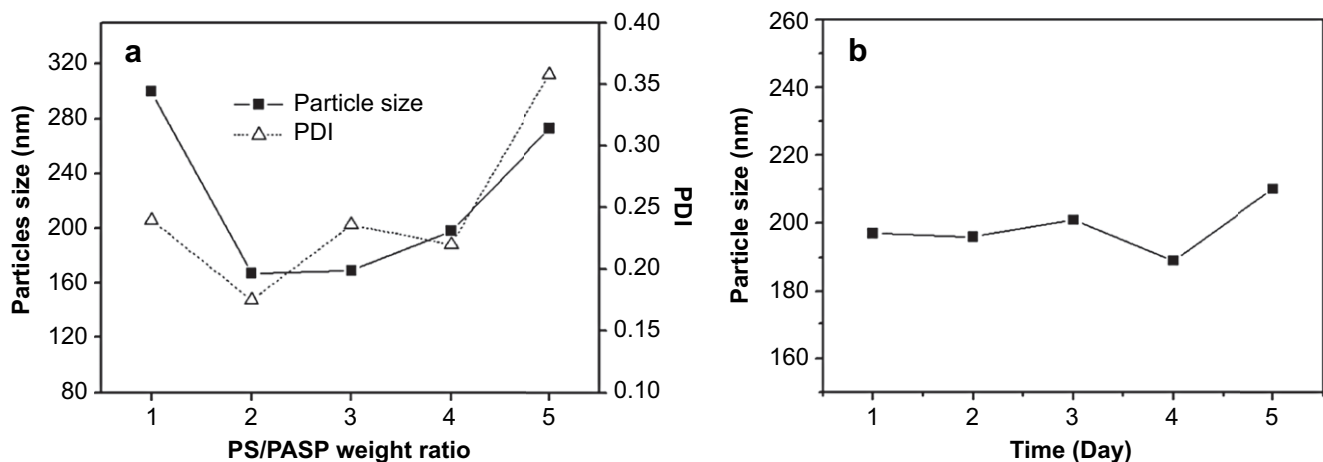 a
Particles size (nm)
320
280
240
200
160
120
80
Particle size
PDI
0.40
0.35
0.30
0.25
0.20
0.15
0.10
PDI
1 2 3 4 5
PS/PASP weight ratio
b
Particle size (nm)
260
240
220
200
180
160
1 2 3 4 5
Time (Day)